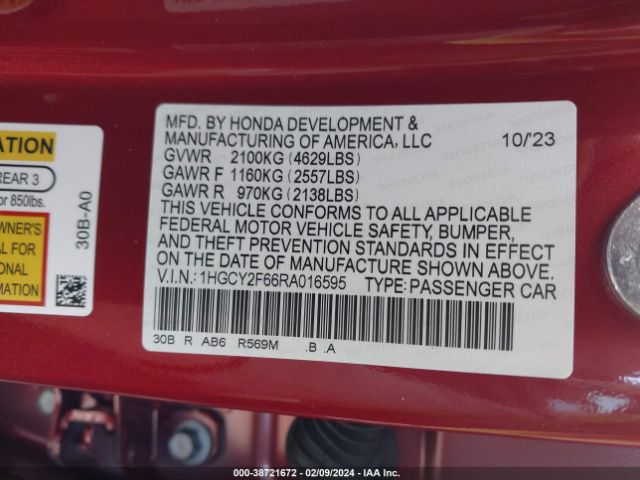 ATION
REAR 3
or 850lbs.
WNER'S
AL FOR
ONAL
MATION
30B-A0
MFD. BY HONDA DEVELOPMENT &
MANUFACTURING OF AMERICA, LLC 10/23
GVWR 2100KG (4629LBS)
GAWR F 1160KG (2557LBS)
GAWR R 970KG (2138LBS)
THIS VEHICLE CONFORMS TO ALL APPLICABLE
FEDERAL MOTOR VEHICLE SAFETY, BUMPER,
AND THEFT PREVENTION STANDARDS IN EFFECT
ON THE DATE OF MANUFACTURE SHOWN ABOVE.
V.I.N.: 1HGCY2F66RA016595 TYPE: PASSENGER CAR
30B R AB6 R569M .B .A
000-38721672 - 02/09/2024 - IAA Inc.